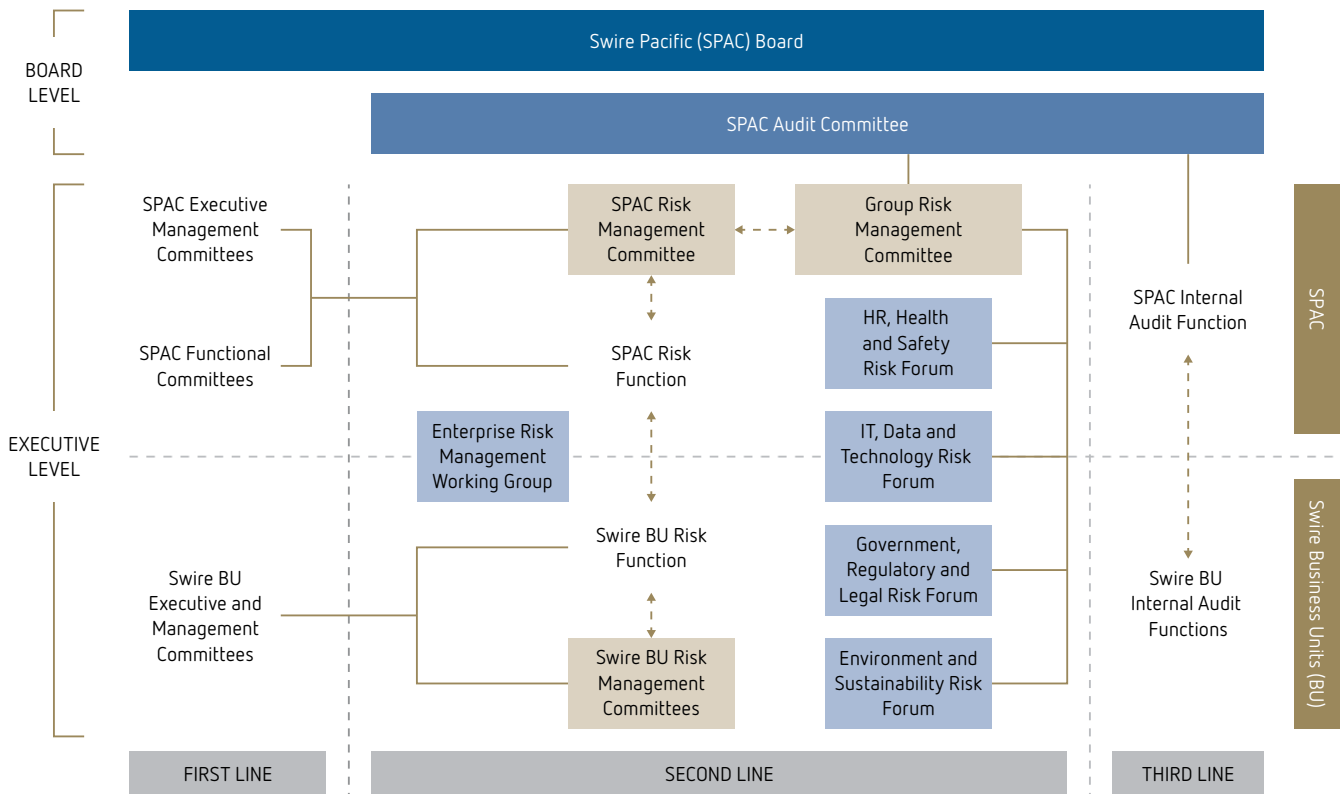 Swire Pacific (SPAC) Board
BOARD
LEVEL
SPAC Audit Committee
SPAC Executive
Management
Committees
SPAC Risk
Management
Committee
Group Risk
Management
Committee
SPAC
SPAC Internal
Audit Function
HR, Health
and Safety
Risk Forum
SPAC Functional
Committees
SPAC Risk
Function
EXECUTIVE
LEVEL
Enterprise Risk
Management
Working Group
IT, Data and
Technology Risk
Forum
Swire BU Risk
Function
Government,
Regulatory and
Legal Risk Forum
Swire Business Units (BU)
Swire BU
Executive and
Management
Committees
Swire BU
Internal Audit
Functions
Swire BU Risk
Management
Committees
Environment and
Sustainability Risk
Forum
FIRST LINE
SECOND LINE
THIRD LINE